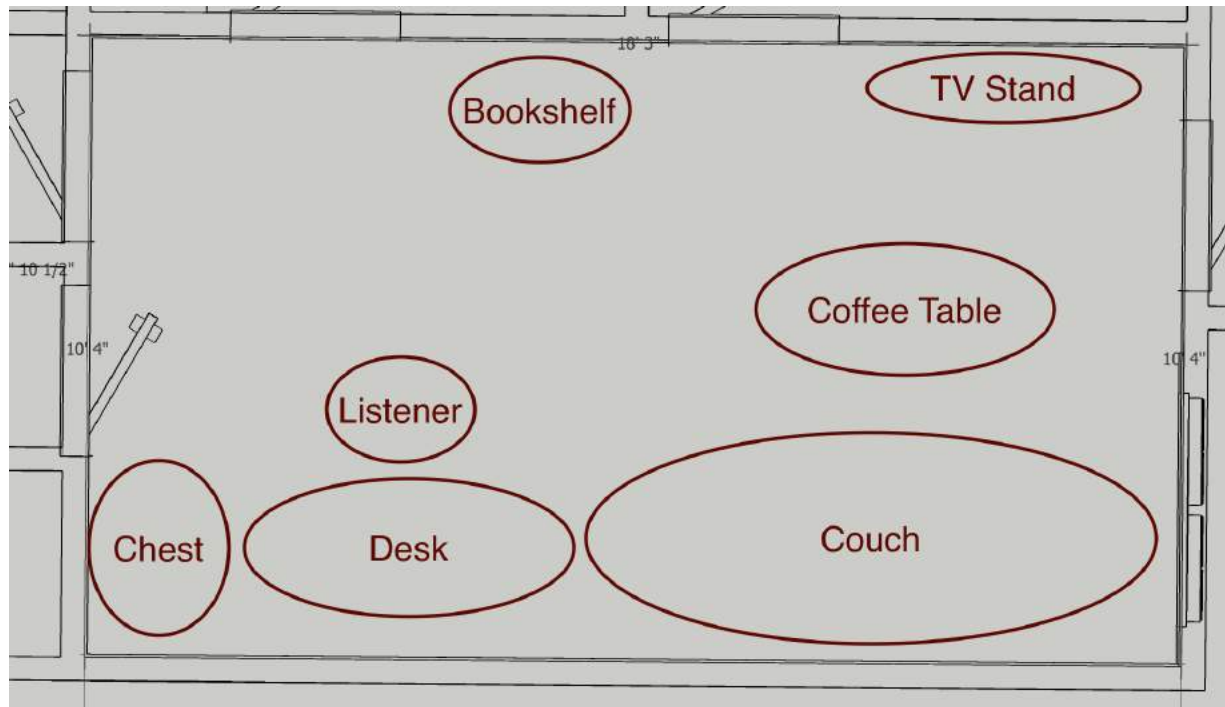 18' 3"
TV Stand
Bookshelf
10 1/2"
Coffee Table
10' 4"
10' 4"
Listener
Chest
Desk
Couch